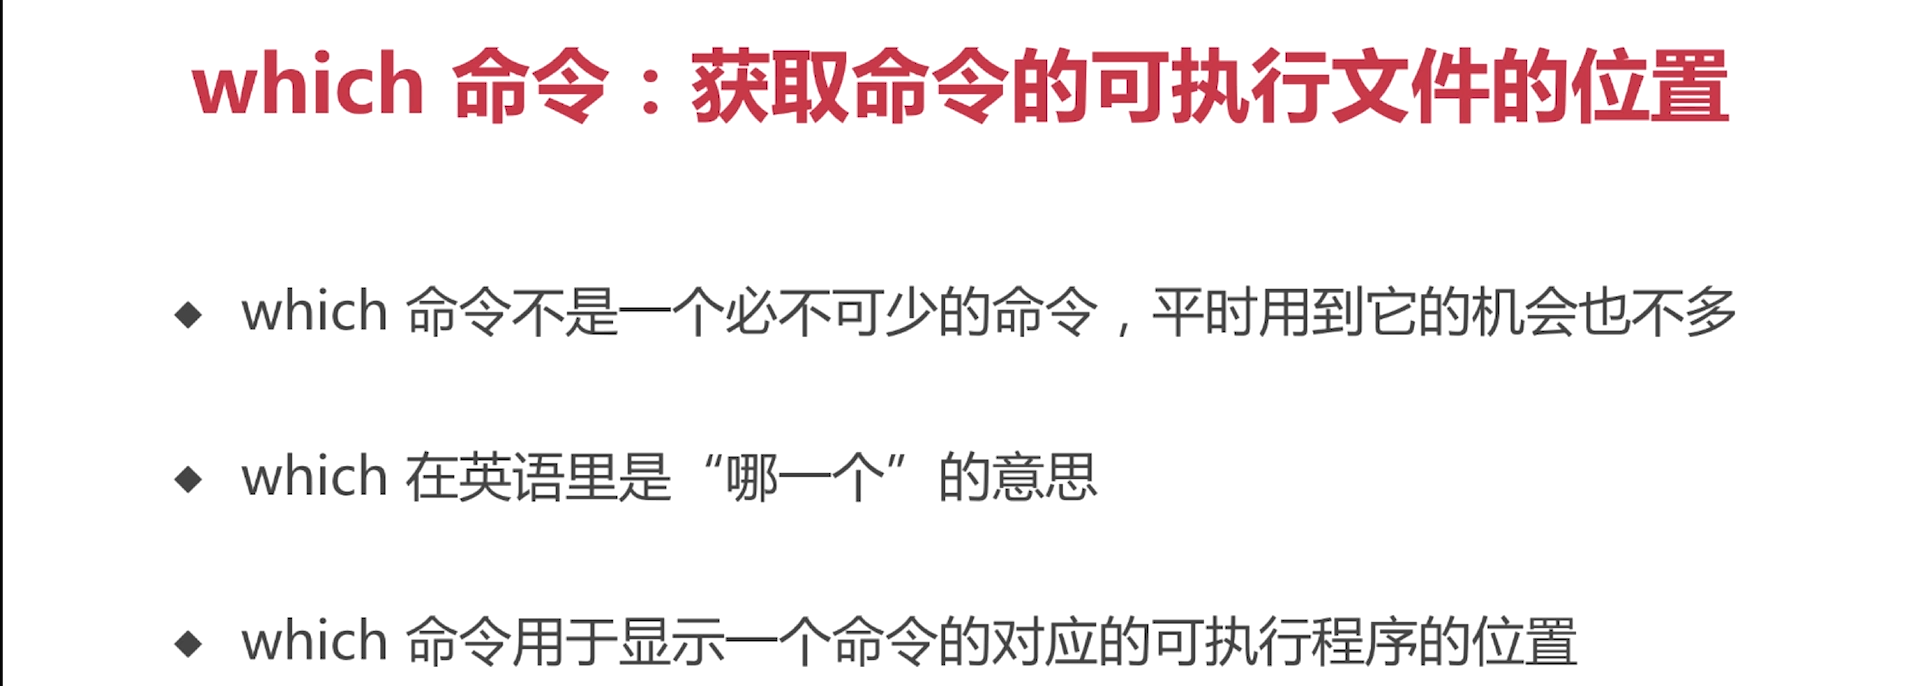 which 命令：获取命令的可执行文件的位置
◆ which 命令不是一个必不可少的命令，平时用到它的机会也不多
◆ which 在英语里是“哪一个”的意思
◆ which 命令用于显示一个命令的对应的可执行程序的位置